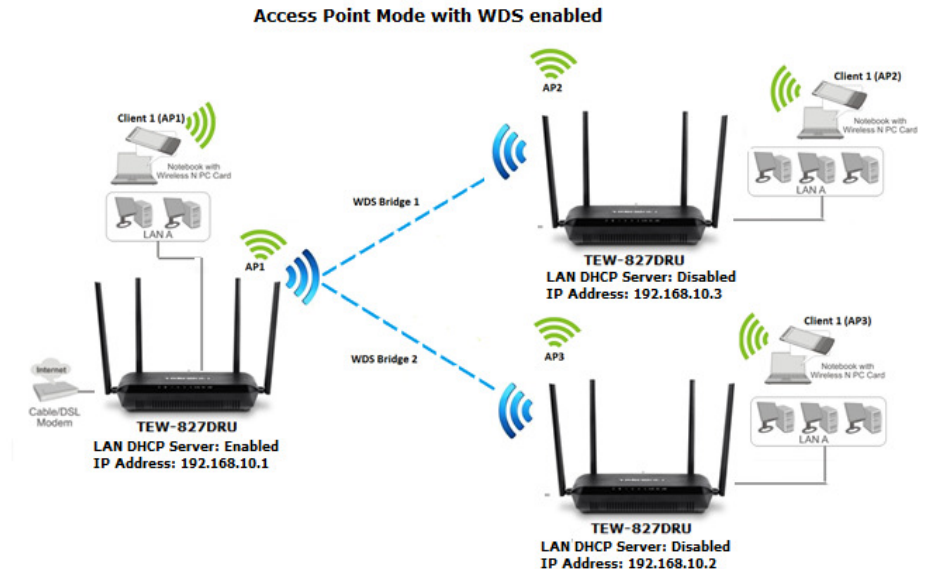 Access Point Mode with WDS enabled
Client 1 (AP1)
Notebook with
Wireless N PC Card
LAN A
AP1
Internet
Cable/DSL
Modem
TEW-827DRU
LAN DHCP Server: Enabled
IP Address: 192.168.10.1
WDS Bridge 1
WDS Bridge 2
AP2
Client 1 (AP2)
Notebook with
Wireless N PC Card
LAN A
TEW-827DRU
LAN DHCP Server: Disabled
IP Address: 192.168.10.3
AP3
Client 1 (AP3)
Notebook with
Wireless N PC Card
LAN A
TEW-827DRU
LAN DHCP Server: Disabled
IP Address: 192.168.10.2